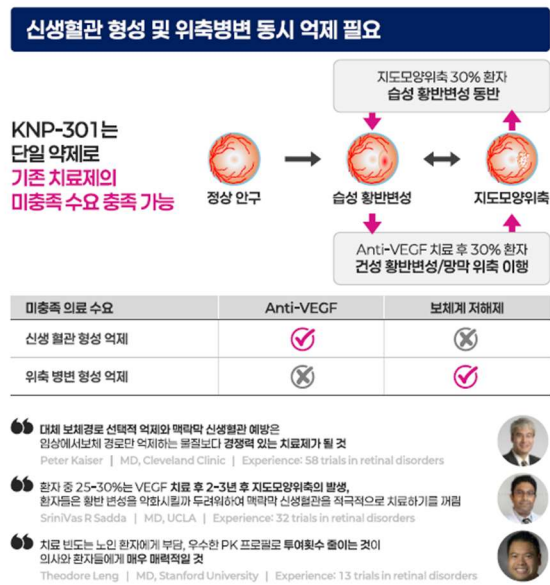 신생혈관 형성 및 위축병변 동시 억제 필요
지도모양위축 30% 환자
습성 황반변성 동반
KNP-301는
단일 약제로
기존 치료제의
미충족 수요 충족 가능
정상 안구
습성 황반변성
지도모양위축
Anti-VEGF 치료 후 30% 환자
건성 황반변성/망막 위축 이행
미충족 의료 수요
Anti-VEGF
보체계 저해제
신생 혈관 형성 억제
위축 병변 형성 억제
대체 보체경로 선택적 억제와 맥락막 신생혈관 예방은
임상에서보체 경로만 억제하는 물질보다 경쟁력 있는 치료제가 될 것
Peter Kaiser | MD, Cleveland Clinic | Experience: 58 trials in retinal disorders
환자 중 25-30%는 VEGF 치료 후 2-3년 후 지도모양위축의 발생,
환자들은 황반 변성을 악화시킬까 두려워하여 맥락막 신생혈관을 적극적으로 치료하기를 꺼림
SriniVas R Sadda | MD, UCLA | Experience: 32 trials in retinal disorders
치료 빈도는 노인 환자에게 부담, 우수한 PK 프로필로 투여횟수 줄이는 것이
의사와 환자들에게 매우 매력적일 것
Theodore Leng | MD, Stanford University | Experience: 13 trials in retinal disorders